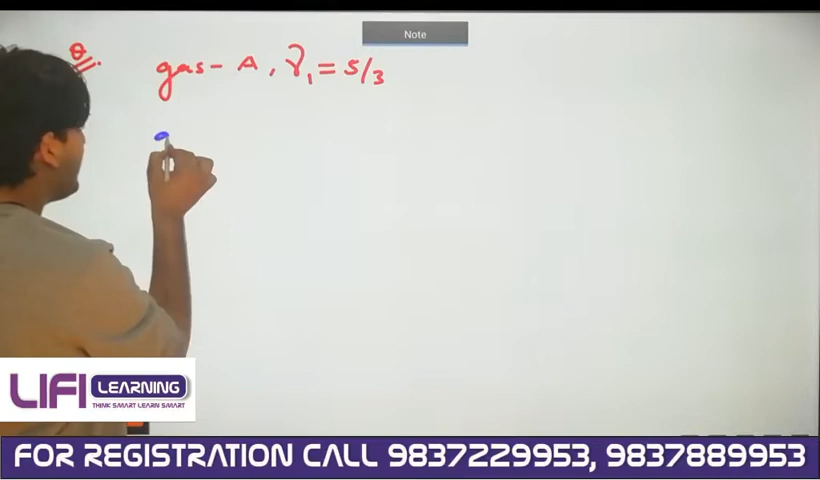 Note
Q.
gas - A, γ₁ = 5/3
LIFI LEARNING
THINK SMART LEARN SMART
FOR REGISTRATION CALL 9837229953, 9837889953